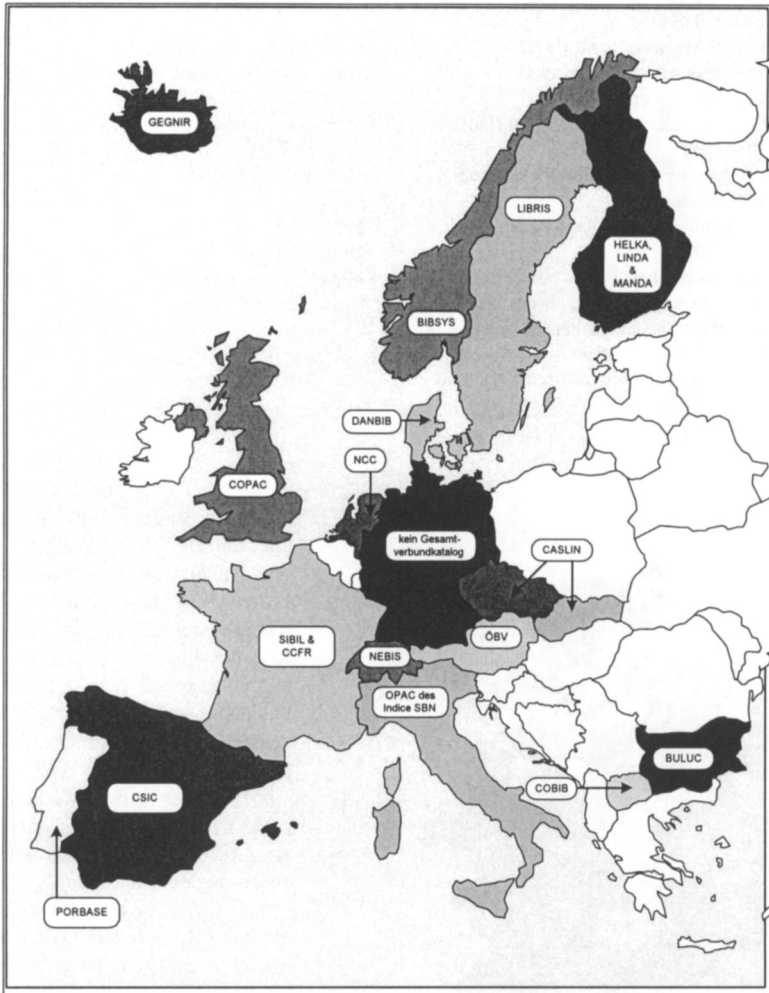 GEGNIR
LIBRIS
HELKA,
LINDA
&
MANDA
BIBSYS
DANBIB
NCC
COPAC
kein Gesamt-
verbundkatalog
CASLIN
SIBIL &
CCFR
NEBIS
ÖBV
OPAC des
Indice SBN
BULUC
COBIB
CSIC
PORBASE